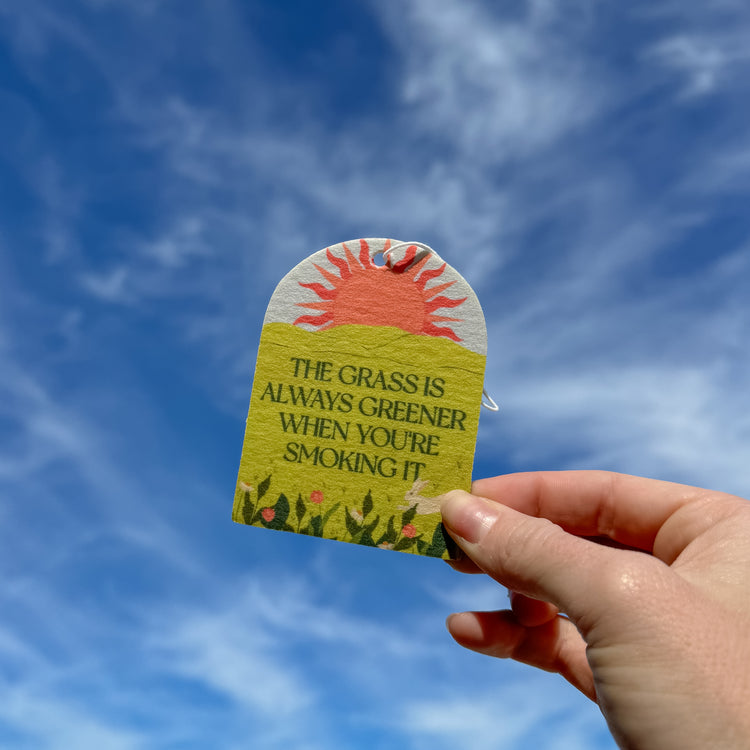 THE GRASS IS
ALWAYS GREENER
WHEN YOU'RE
SMOKING IT